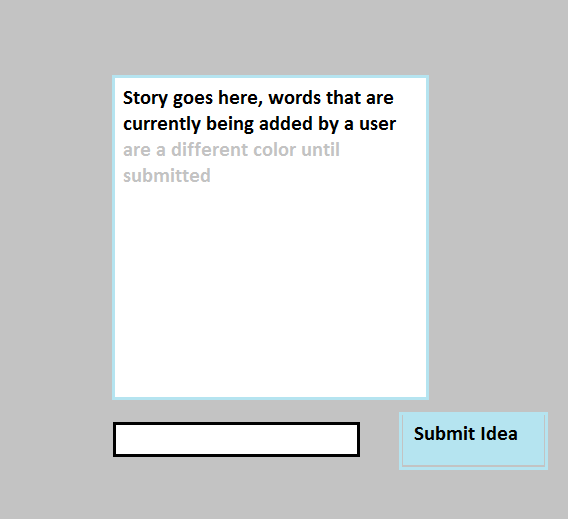 Story goes here, words that are
currently being added by a user
are a different color until
submitted
Submit Idea